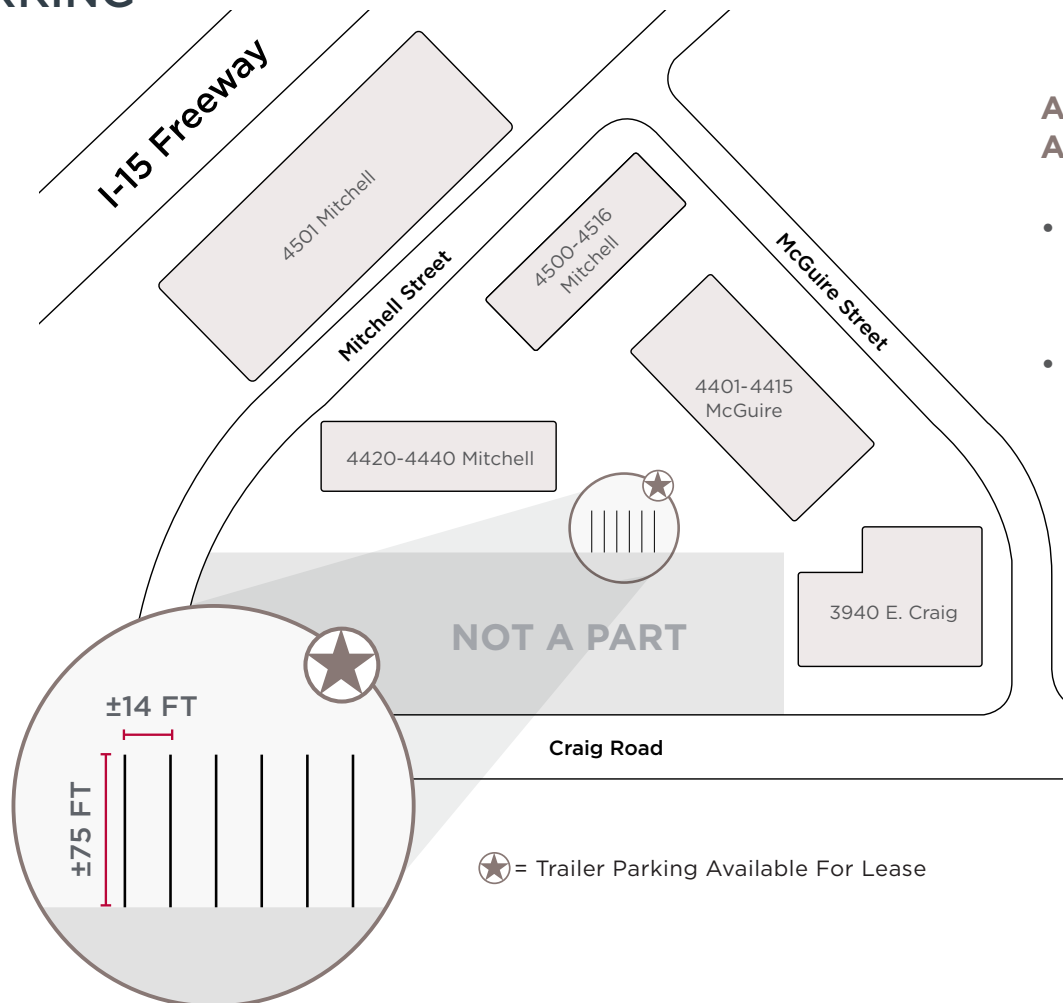 I-15 Freeway
4501 Mitchell
Mitchell Street
4500-4516
Mitchell
McGuire Street
4401-4415
McGuire
4420-4440 Mitchell
3940 E. Craig
NOT A PART
±14 FT
±75 FT
Craig Road
= Trailer Parking Available For Lease